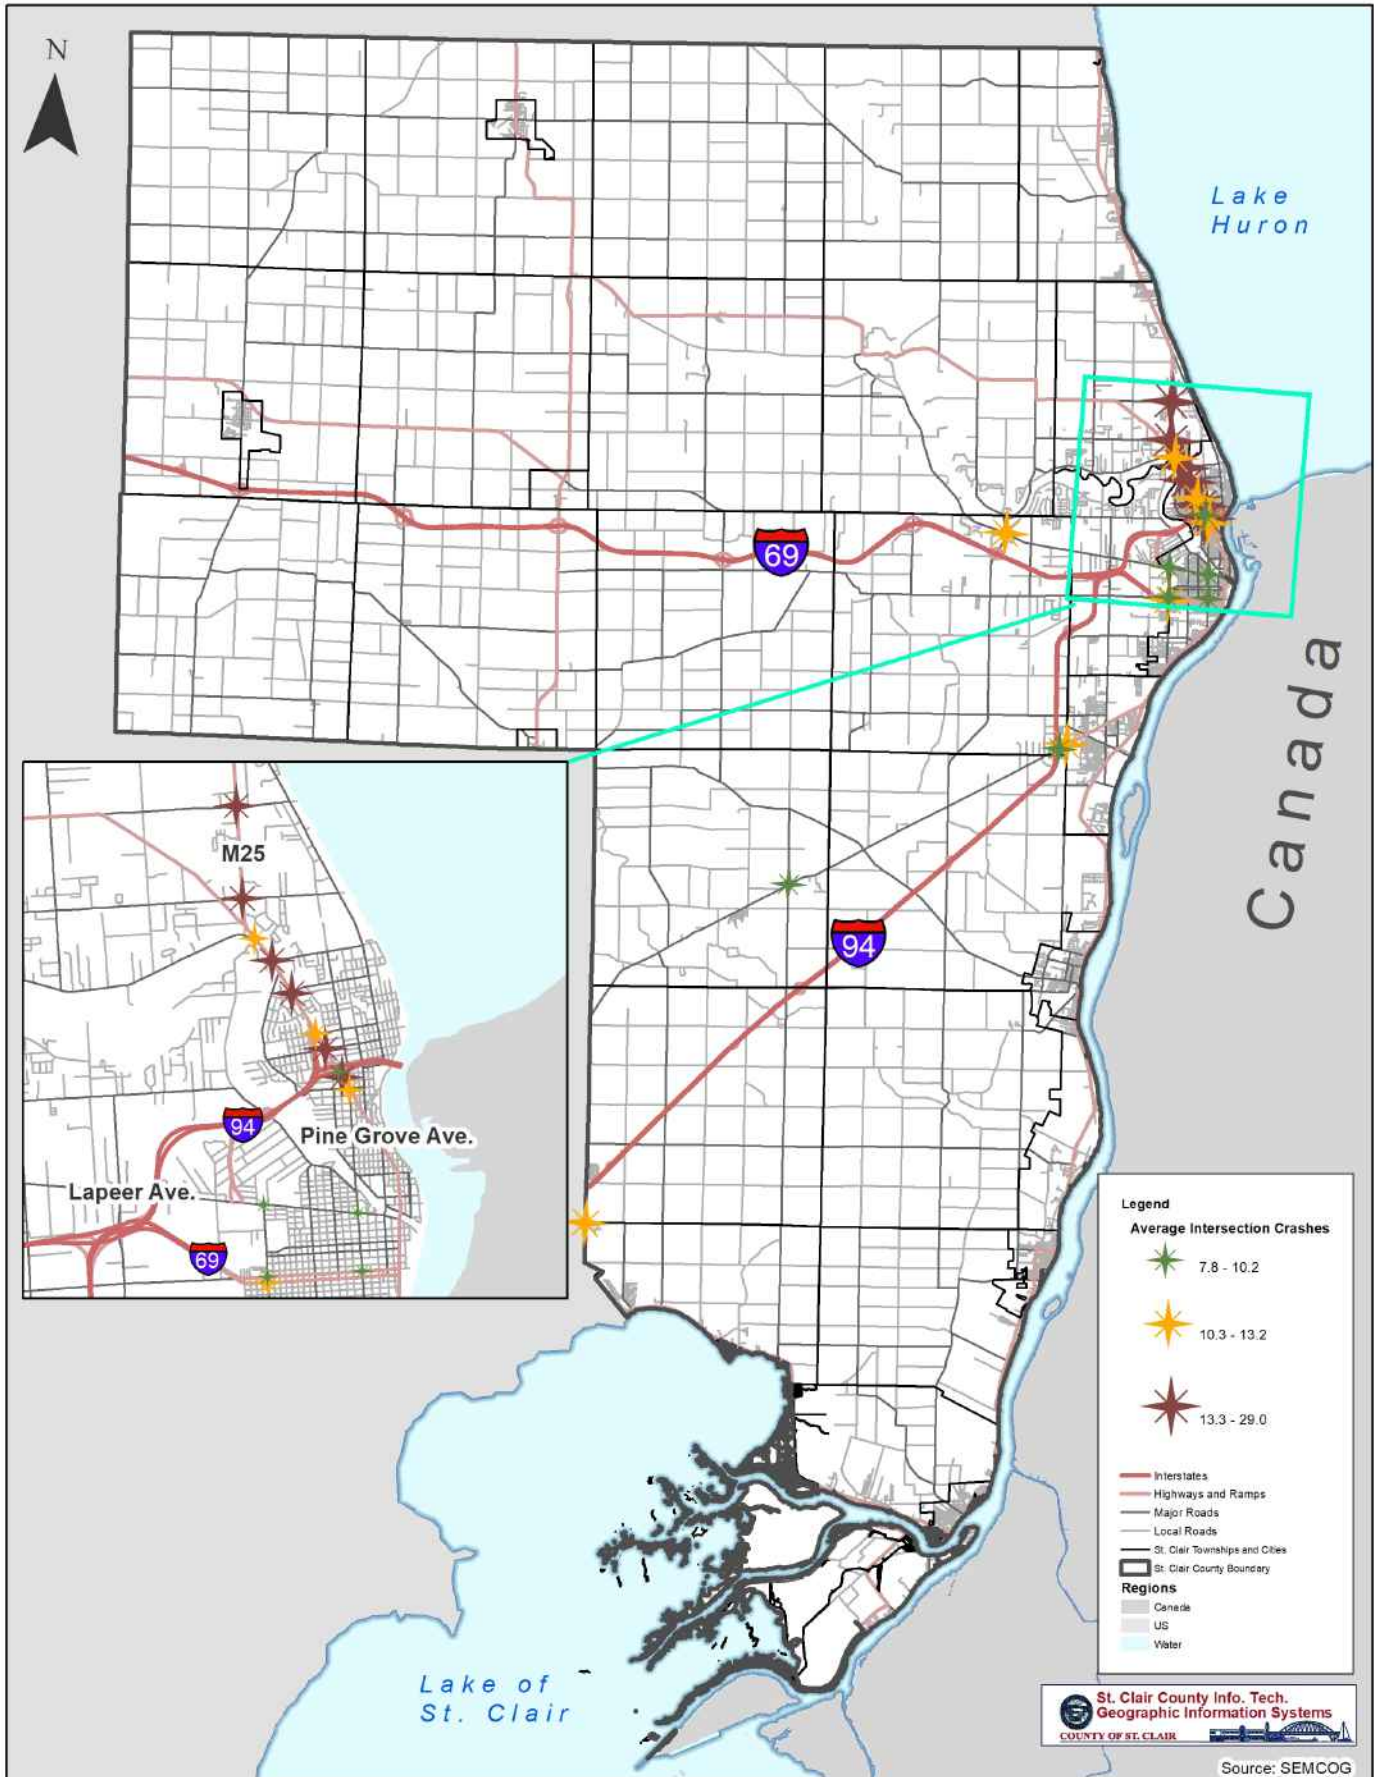 N
Lake
Huron
69
Canada
94
M25
94
Pine Grove Ave.
Lapeer Ave.
69
Legend
Average Intersection Crashes
7.8 - 10.2
10.3 - 13.2
13.3 - 29.0
Interstates
Highways and Ramps
Major Roads
Local Roads
St. Clair Townships and Cities
St. Clair County Boundary
Regions
Canada
US
Water
Lake of
St. Clair
St. Clair County Info. Tech.
Geographic Information Systems
COUNTY OF ST. CLAIR
Source: SEMCOG